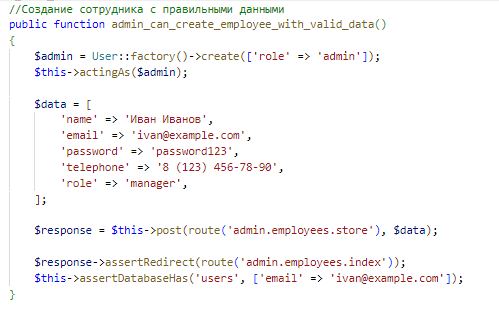 //Создание сотрудника с правильными данными
public function admin_can_create_employee_with_valid_data()
{
    $admin = User::factory()->create(['role' => 'admin']);
    $this->actingAs($admin);

    $data = [
        'name' => 'Иван Иванов',
        'email' => 'ivan@example.com',
        'password' => 'password123',
        'telephone' => '8 (123) 456-78-90',
        'role' => 'manager',
    ];

    $response = $this->post(route('admin.employees.store'), $data);

    $response->assertRedirect(route('admin.employees.index'));
    $this->assertDatabaseHas('users', ['email' => 'ivan@example.com']);
}